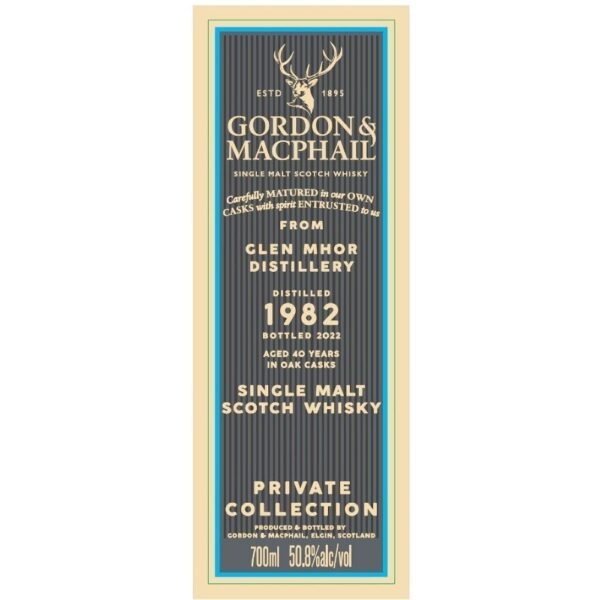 ESTD 1895
GORDON &
MACPHAIL
SINGLE MALT SCOTCH WHISKY
Carefully MATURED in our OWN
CASKS with spirit ENTRUSTED to us
FROM
GLEN MHOR
DISTILLERY
DISTILLED
1982
BOTTLED 2022
AGED 40 YEARS
IN OAK CASKS
SINGLE MALT
SCOTCH WHISKY
PRIVATE
COLLECTION
PRODUCED & BOTTLED BY
GORDON & MACPHAIL, ELGIN, SCOTLAND
700ml 50.8%alc/vol